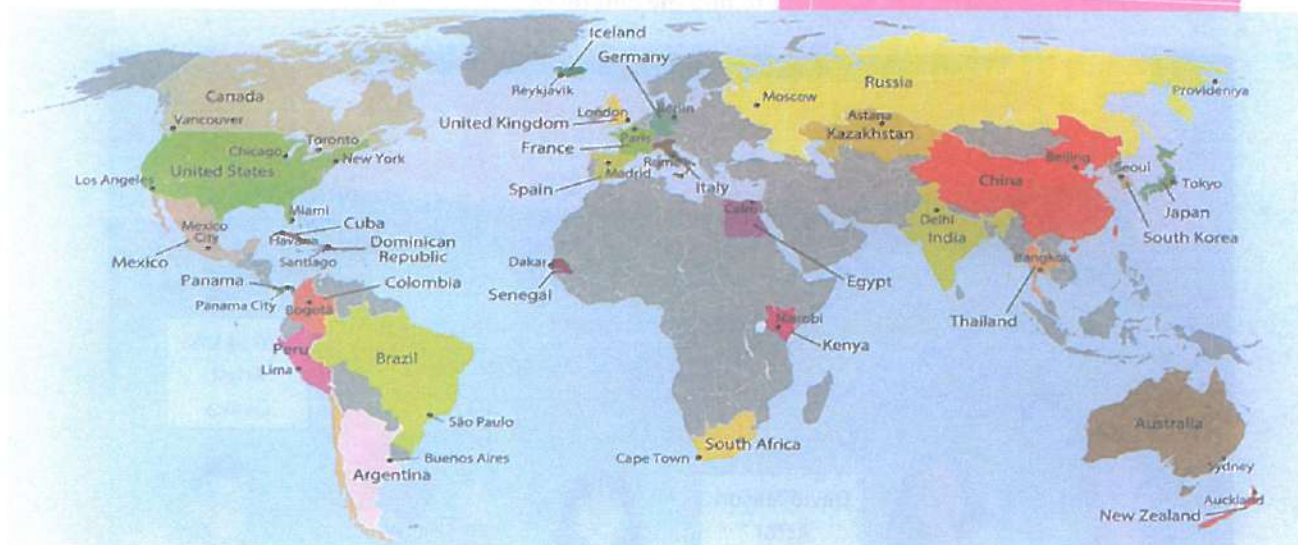 Iceland
Germany
Reykjavik
Canada
Vancouver
United Kingdom
London
Berlin
Moscow
Russia
Provideniya
Astana
Kazakhstan
Toronto
Chicago
New York
United States
Los Angeles
France
Paris
Spain
Madrid
Rome
Italy
Beijing
China
Seoul
Tokyo
Japan
South Korea
Miami
Cuba
Mexico
City
Havana
Dominican
Republic
Santiago
Mexico
Cairo
Egypt
Delhi
India
Bangkok
Thailand
Panama
Panama City
Colombia
Bogotá
Dakar
Senegal
Nairobi
Kenya
Peru
Lima
Brazil
São Paulo
Buenos Aires
Argentina
South Africa
Cape Town
Australia
Sydney
Auckland
New Zealand